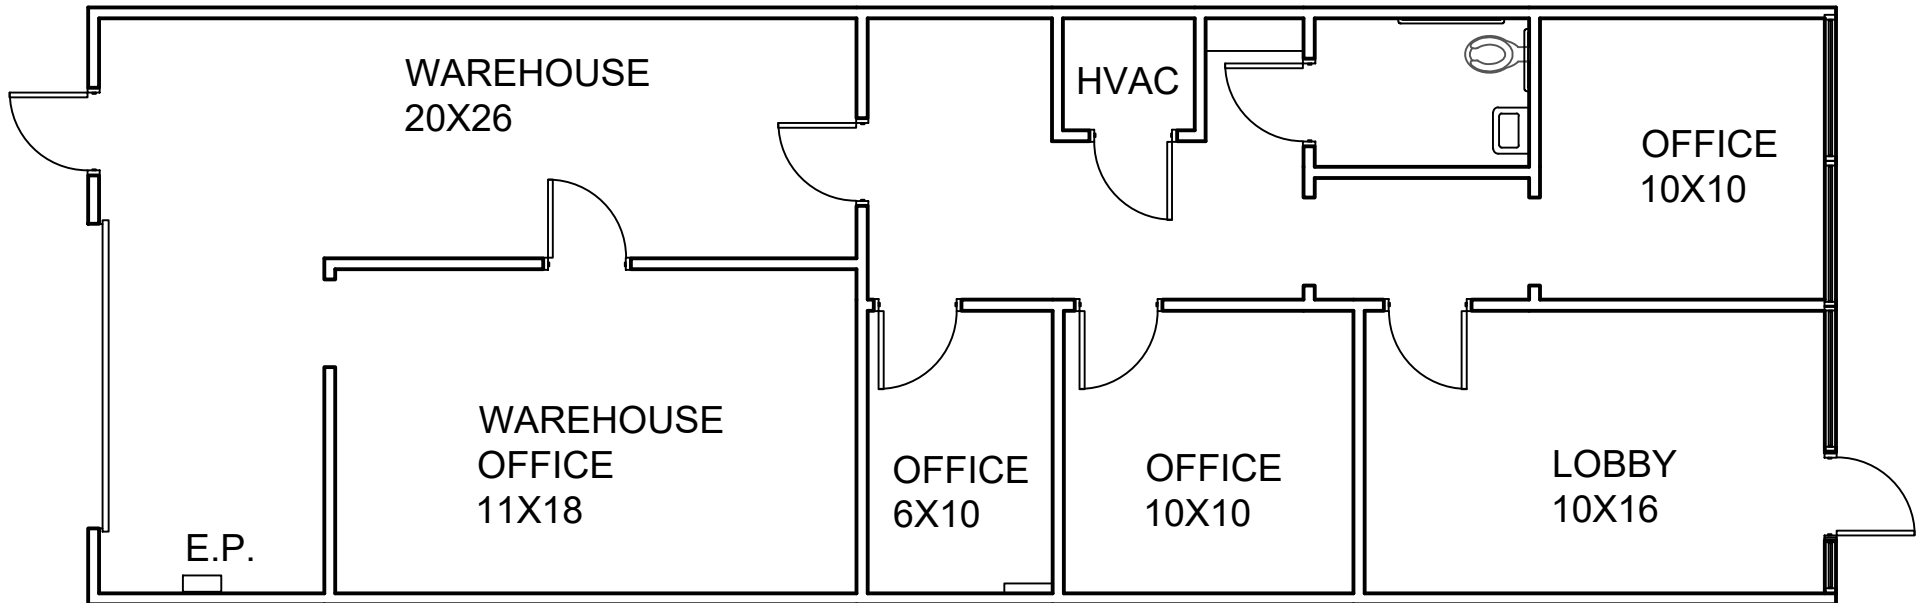 WAREHOUSE
20X26
HVAC
OFFICE
10X10
WAREHOUSE
OFFICE
11X18
OFFICE
6X10
OFFICE
10X10
LOBBY
10X16
E.P.